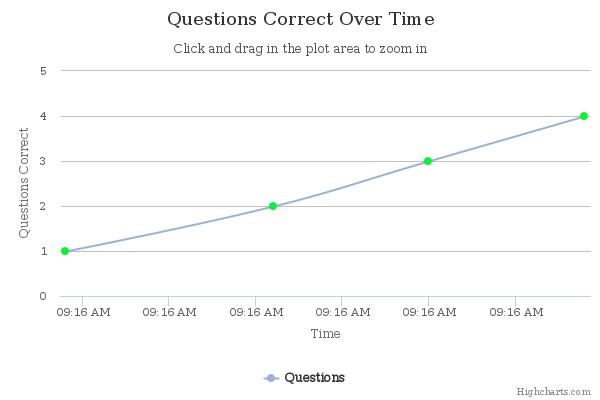 Questions Correct Over Time
Click and drag in the plot area to zoom in
5
4
3
2
1
0
Questions Correct
09:16 AM 09:16 AM 09:16 AM 09:16 AM 09:16 AM 09:16 AM
Time
Questions
Highcharts.com